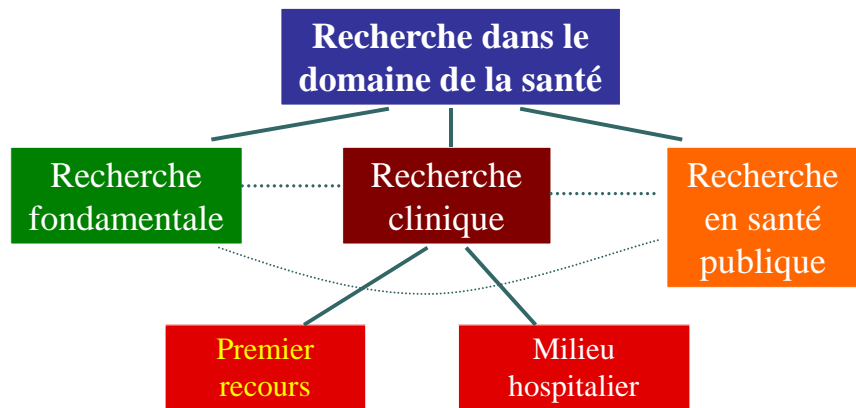 Recherche dans le
domaine de la santé
Recherche
fondamentale
Recherche
clinique
Recherche
en santé
publique
Premier
recours
Milieu
hospitalier